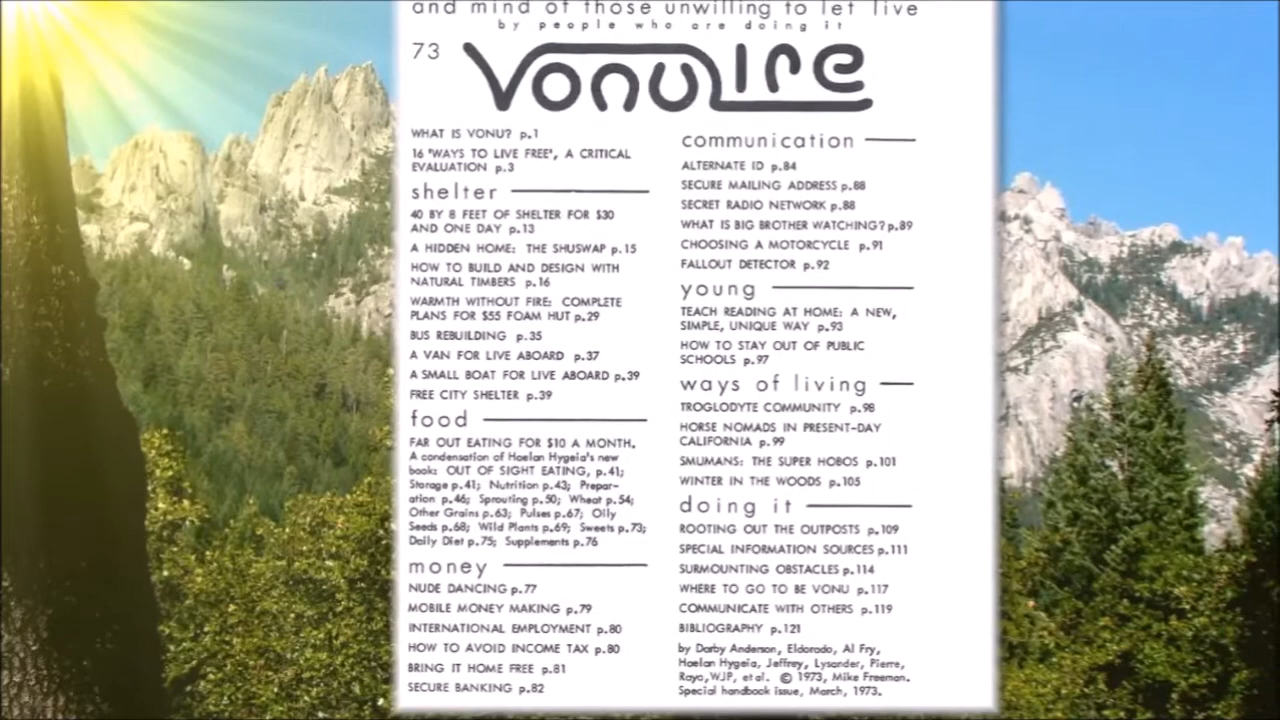 and mind of those unwilling to let live
by people who are doing it
73
VONULIFE
WHAT IS VONU? p.1
16 "WAYS TO LIVE FREE", A CRITICAL
EVALUATION p.3
shelter
40 BY 8 FEET OF SHELTER FOR $30
AND ONE DAY p.13
A HIDDEN HOME: THE SHUSWAP p.15
HOW TO BUILD AND DESIGN WITH
NATURAL TIMBERS p.16
WARMTH WITHOUT FIRE: COMPLETE
PLANS FOR $55 FOAM HUT p.29
BUS REBUILDING p.35
A VAN FOR LIVE ABOARD p.37
A SMALL BOAT FOR LIVE ABOARD p.39
FREE CITY SHELTER p.39
food
FAR OUT EATING FOR $10 A MONTH.
A condensation of Haelan Hygeia's new
book: OUT OF SIGHT EATING, p.41;
Storage p.41; Nutrition p.43; Prepar-
ation p.46; Sprouting p.50; Wheat p.54;
Other Grains p.63; Pulses p.67; Oily
Seeds p.68; Wild Plants p.69; Sweets p.73;
Daily Diet p.75; Supplements p.76
money
NUDE DANCING p.77
MOBILE MONEY MAKING p.79
INTERNATIONAL EMPLOYMENT p.80
HOW TO AVOID INCOME TAX p.80
BRING IT HOME FREE p.81
SECURE BANKING p.82
communication
ALTERNATE ID p.84
SECURE MAILING ADDRESS p.88
SECRET RADIO NETWORK p.88
WHAT IS BIG BROTHER WATCHING? p.89
CHOOSING A MOTORCYCLE p.91
FALLOUT DETECTOR p.92
young
TEACH READING AT HOME: A NEW,
SIMPLE, UNIQUE WAY p.93
HOW TO STAY OUT OF PUBLIC
SCHOOLS p.97
ways of living
TROGLODYTE COMMUNITY p.98
HORSE NOMADS IN PRESENT-DAY
CALIFORNIA p.99
SMUMANS: THE SUPER HOBOS p.101
WINTER IN THE WOODS p.105
doing it
ROOTING OUT THE OUTPOSTS p.109
SPECIAL INFORMATION SOURCES p.111
SURMOUNTING OBSTACLES p.114
WHERE TO GO TO BE VONU p.117
COMMUNICATE WITH OTHERS p.119
BIBLIOGRAPHY p.121
by Darby Anderson, Eldorado, Al Fry,
Haelan Hygeia, Jeffrey, Lysander, Pierre,
Rayo, WJP, et al. © 1973, Mike Freeman.
Special handbook issue, March, 1973.